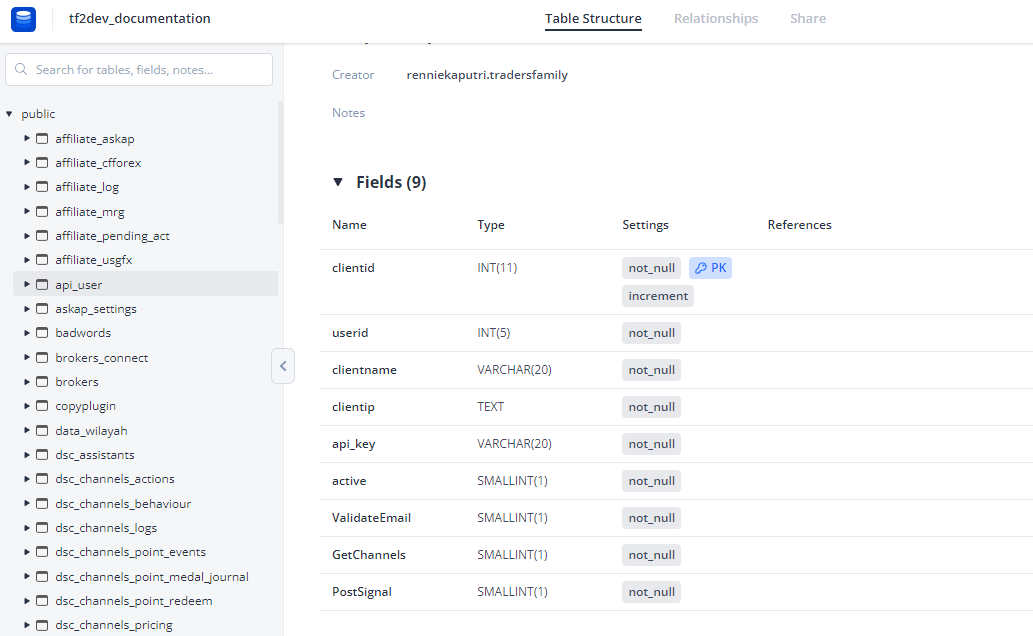 tf2dev_documentation
Table Structure Relationships Share
Search for tables, fields, notes...
public
affiliate_askap
affiliate_cfforex
affiliate_log
affiliate_mrg
affiliate_pending_act
affiliate_usgfx
api_user
askap_settings
badwords
brokers_connect
brokers
copyplugin
data_wilayah
dsc_assistants
dsc_channels_actions
dsc_channels_behaviour
dsc_channels_logs
dsc_channels_point_events
dsc_channels_point_medal_journal
dsc_channels_point_redeem
dsc_channels_pricing
Creator renniekaputri.tradersfamily
Notes
Fields (9)
Name Type Settings References
clientid INT(11) not_null PK
increment
userid INT(5) not_null
clientname VARCHAR(20) not_null
clientip TEXT not_null
api_key VARCHAR(20) not_null
active SMALLINT(1) not_null
ValidateEmail SMALLINT(1) not_null
GetChannels SMALLINT(1) not_null
PostSignal SMALLINT(1) not_null